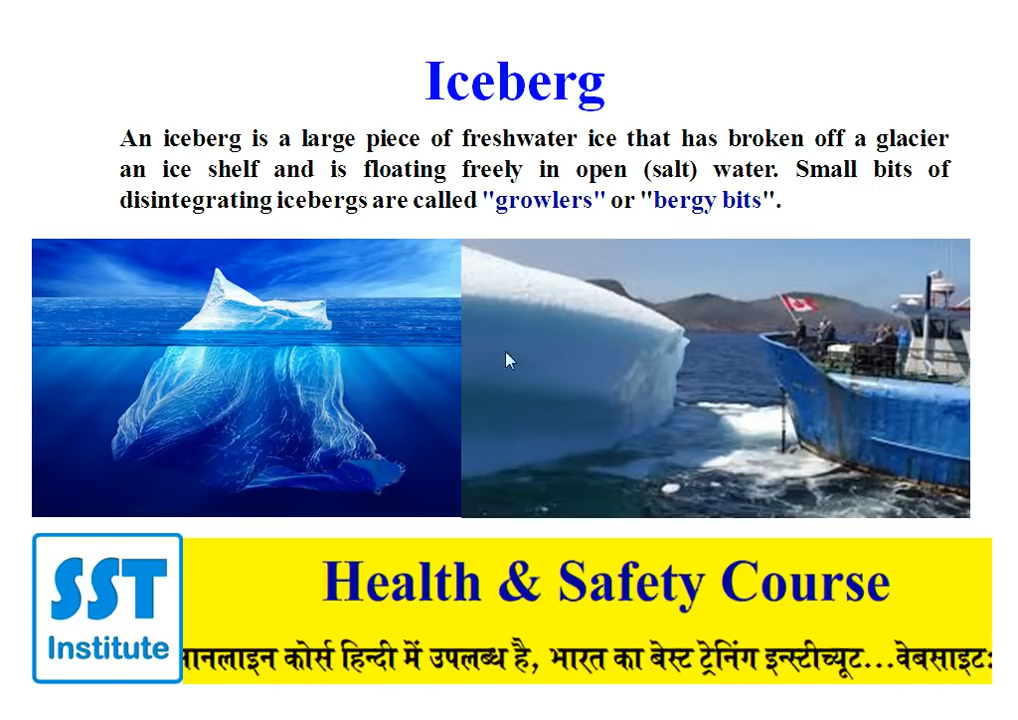 Iceberg
An iceberg is a large piece of freshwater ice that has broken off a glacier
an ice shelf and is floating freely in open (salt) water. Small bits of
disintegrating icebergs are called "growlers" or "bergy bits".
SST
Institute
Health & Safety Course
कोर्स हिन्दी में उपलब्ध है, भारत का बेस्ट ट्रेनिंग इन्स्टीच्यूट...वेबसाइट: